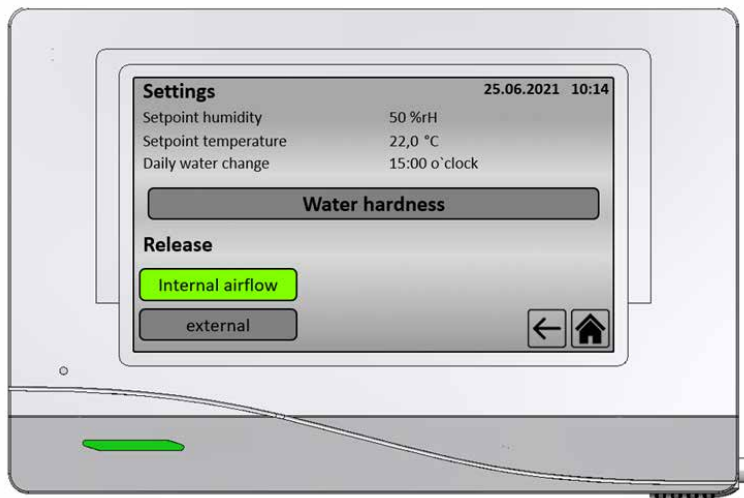 Settings 25.06.2021 10:14
Setpoint humidity 50 %rH
Setpoint temperature 22,0 °C
Daily water change 15:00 o`clock
Water hardness
Release
Internal airflow
external